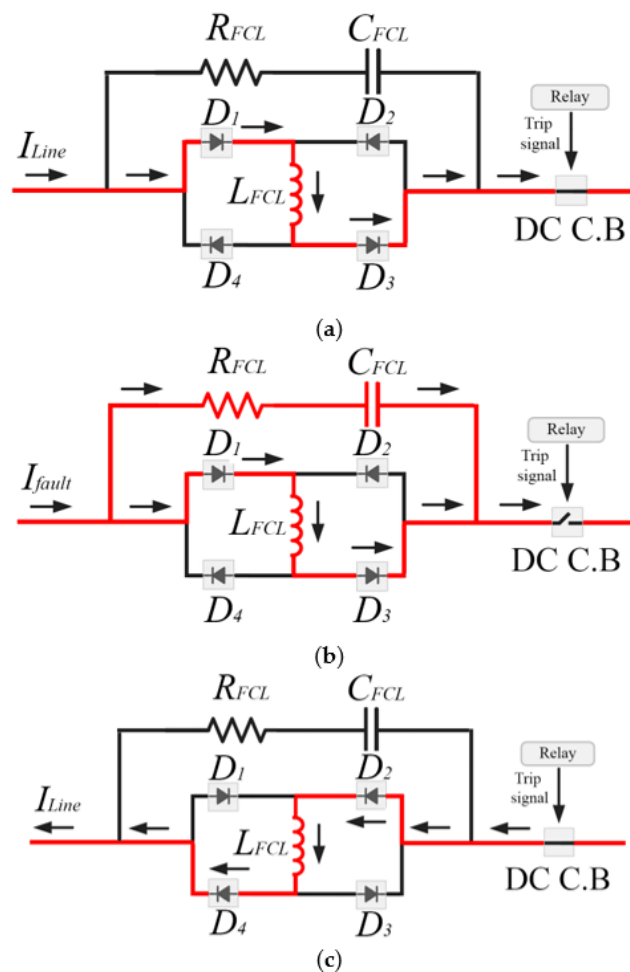 RFCL CFCL
Relay
D1 D2
Trip
signal
ILine
LFCL
DC C.B
D4 D3
(a)
RFCL CFCL
Relay
D1 D2
Trip
signal
Ifault
LFCL
DC C.B
D4 D3
(b)
RFCL CFCL
Relay
D1 D2
Trip
signal
ILine
LFCL
DC C.B
D4 D3
(c)